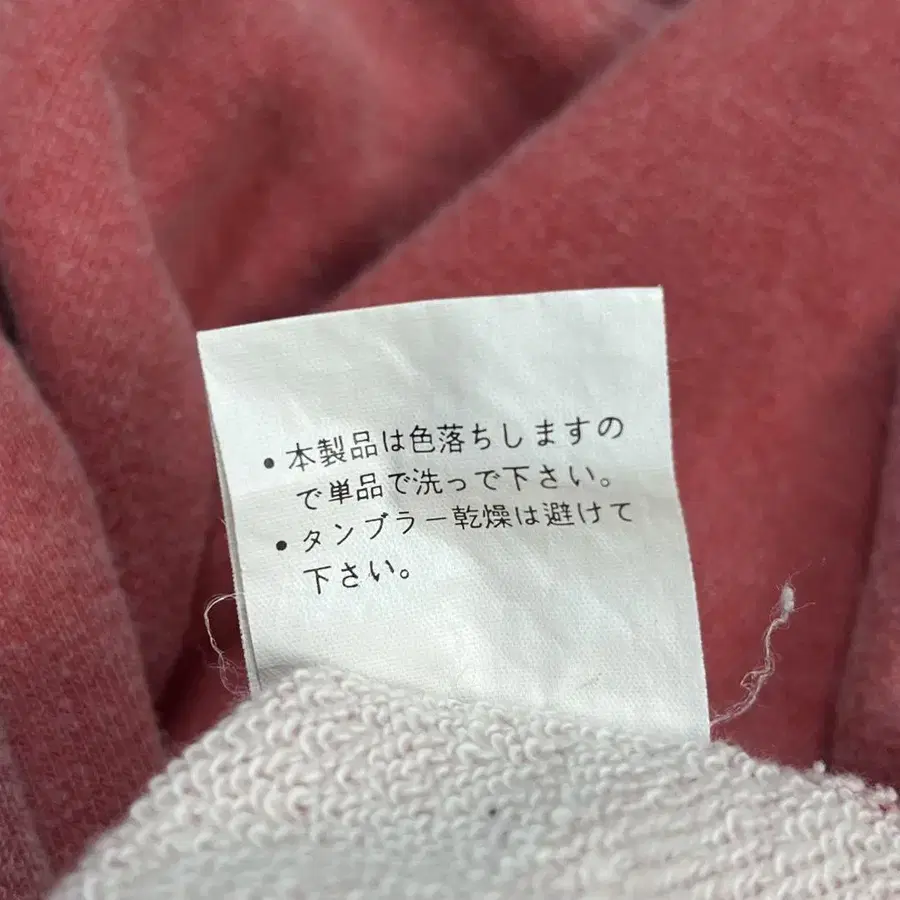 • 本製品は色落ちしますの
で単品で洗って下さい。
• タンブラー乾燥は避けて
下さい。